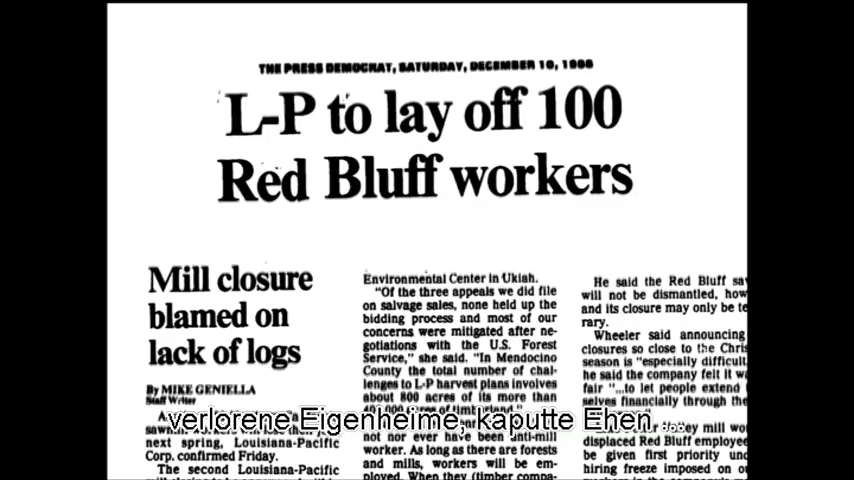 THE PRESS DEMOCRAT, SATURDAY, DECEMBER 10, 1988
L-P to lay off 100
Red Bluff workers
Mill closure
blamed on
lack of logs
By MIKE GENIELLA
Staff Writer
next spring, Louisiana-Pacific
Corp. confirmed Friday.
The second Louisiana-Pacific
Environmental Center in Ukiah.
"Of the three appeals we did file
on salvage sales, none held up the
bidding process and most of our
concerns were mitigated after ne-
gotiations with the U.S. Forest
Service," she said. "In Mendocino
County the total number of chal-
lenges to L-P harvest plans involves
about 800 acres of its more than
not nor ever have been anti-mill
worker. As long as there are forests
and mills, workers will be em-
ployed. When they (timber compa-
He said the Red Bluff
will not be dismantled,
and its closure may only be
rary.
Wheeler said announcing
closures so close to the
season is "especially difficult,
he said the company felt it
fair "...to let people extend
selves financially through the
displaced Red Bluff
be given first priority
hiring freeze imposed on
verlorene Eigenheime, kaputte Ehen ...